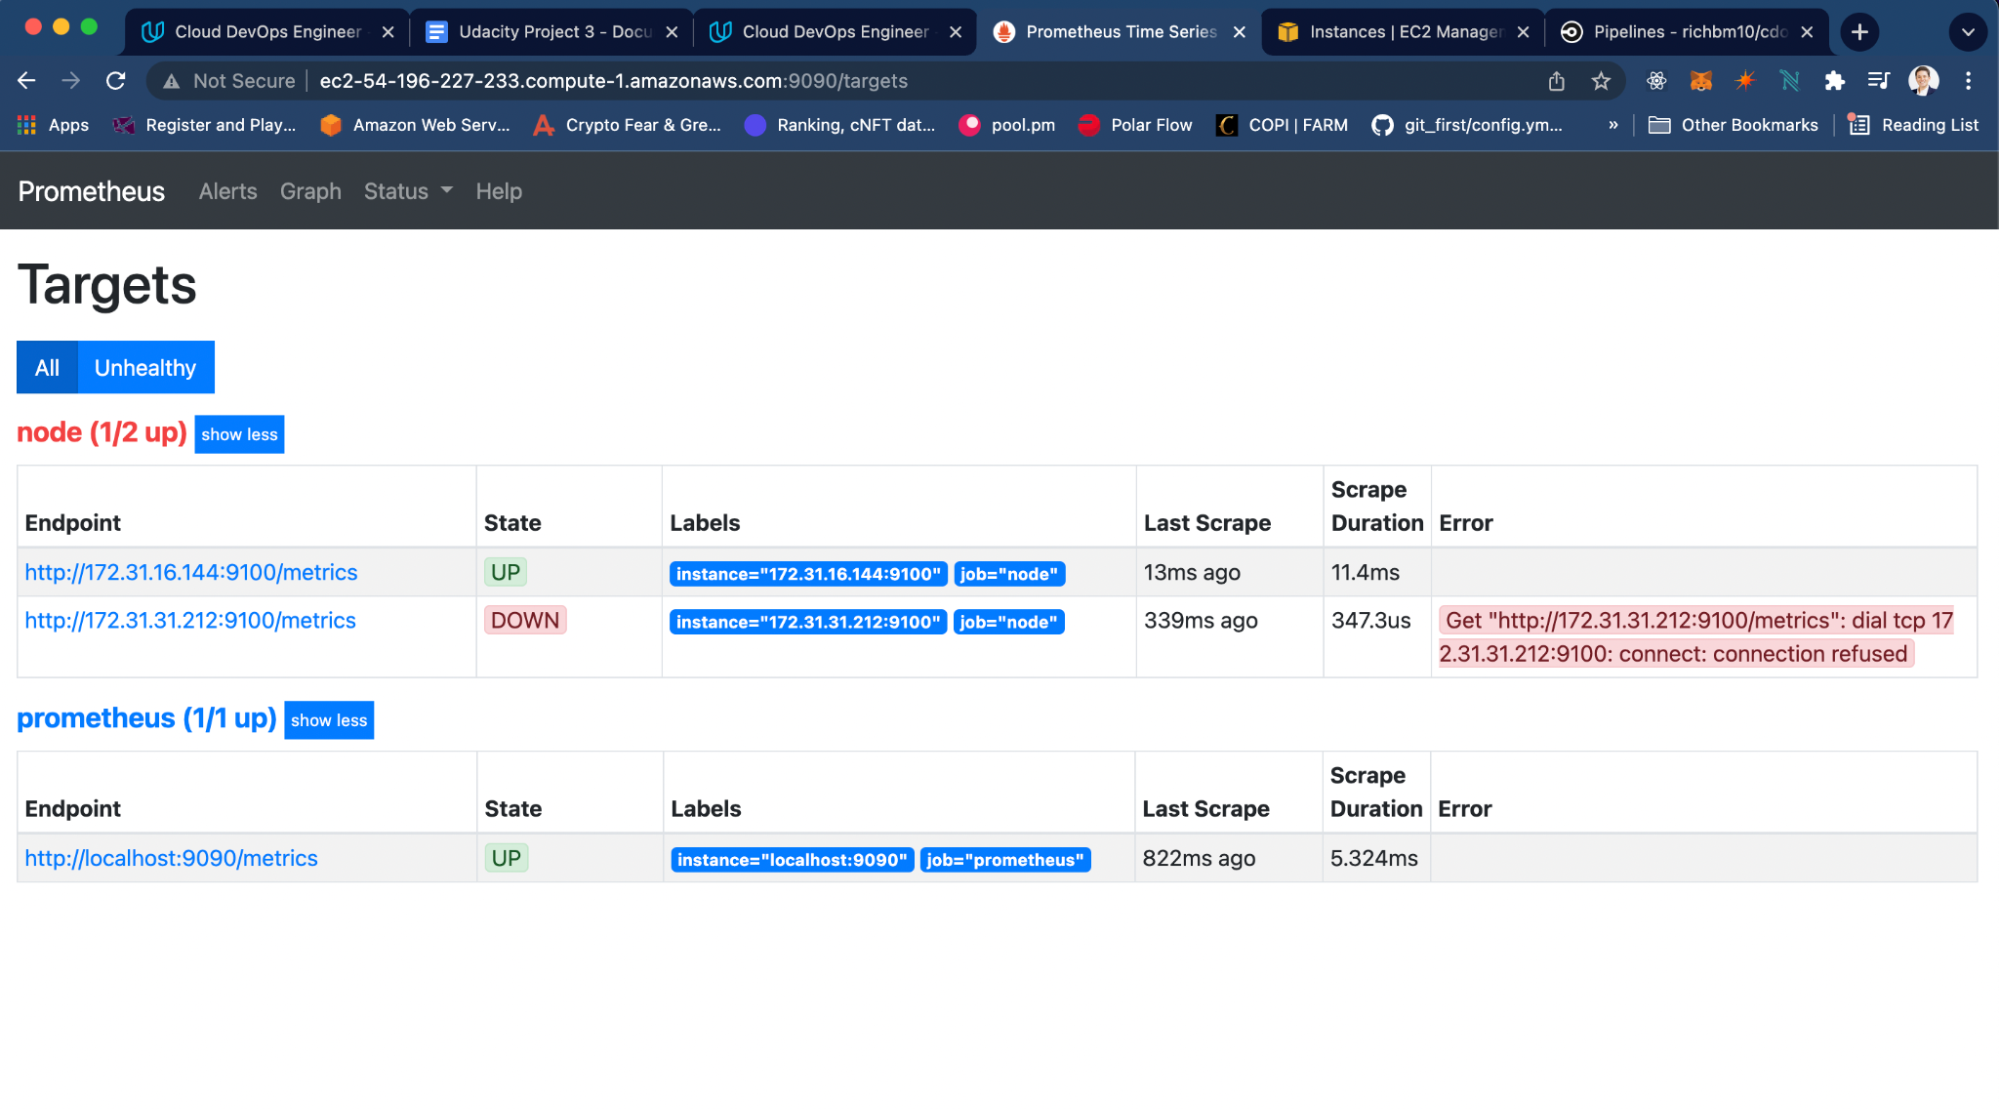 Cloud DevOps Engineer
Udacity Project 3 - Docu
Cloud DevOps Engineer
Prometheus Time Series
Instances | EC2 Manager
Pipelines - richbm10/cdo
Not Secure
ec2-54-196-227-233.compute-1.amazonaws.com:9090/targets
Apps
Register and Play...
Amazon Web Serv...
Crypto Fear & Gre...
Ranking, cNFT dat...
pool.pm
Polar Flow
COPI | FARM
git_first/config.ym...
»
Other Bookmarks
Reading List
Prometheus Alerts Graph Status Help
Targets
All Unhealthy
node (1/2 up) show less
Endpoint State Labels Last Scrape Scrape Duration Error
http://172.31.16.144:9100/metrics UP instance="172.31.16.144:9100" job="node" 13ms ago 11.4ms
http://172.31.31.212:9100/metrics DOWN instance="172.31.31.212:9100" job="node" 339ms ago 347.3us Get "http://172.31.31.212:9100/metrics": dial tcp 17
2.31.31.212:9100: connect: connection refused
prometheus (1/1 up) show less
Endpoint State Labels Last Scrape Scrape Duration Error
http://localhost:9090/metrics UP instance="localhost:9090" job="prometheus" 822ms ago 5.324ms